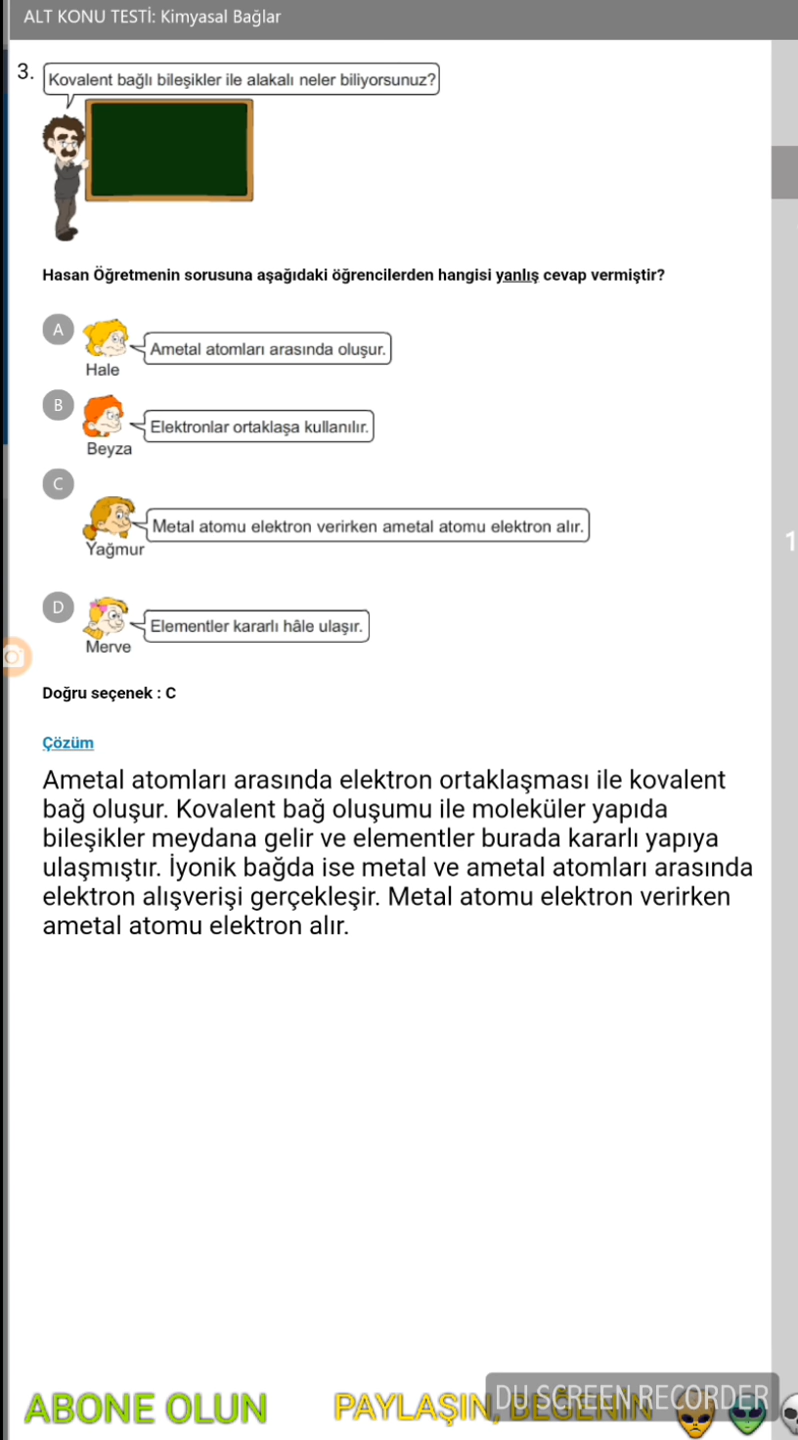 ALT KONU TESTİ: Kimyasal Bağlar
3.
Kovalent bağlı bileşikler ile alakalı neler biliyorsunuz?
Hasan Öğretmenin sorusuna aşağıdaki öğrencilerden hangisi yanlış cevap vermiştir?
A
Ametal atomları arasında oluşur.
Hale
B
Elektronlar ortaklaşa kullanılır.
Beyza
C
Metal atomu elektron verirken ametal atomu elektron alır.
Yağmur
1
D
Elementler kararlı hâle ulaşır.
Merve
Doğru seçenek : C
Çözüm
Ametal atomları arasında elektron ortaklaşması ile kovalent
bağ oluşur. Kovalent bağ oluşumu ile moleküler yapıda
bileşikler meydana gelir ve elementler burada kararlı yapıya
ulaşmıştır. İyonik bağda ise metal ve ametal atomları arasında
elektron alışverişi gerçekleşir. Metal atomu elektron verirken
ametal atomu elektron alır.
DU SCREEN RECORDER
ABONE OLUN PAYLAŞIN, BEĞENİN